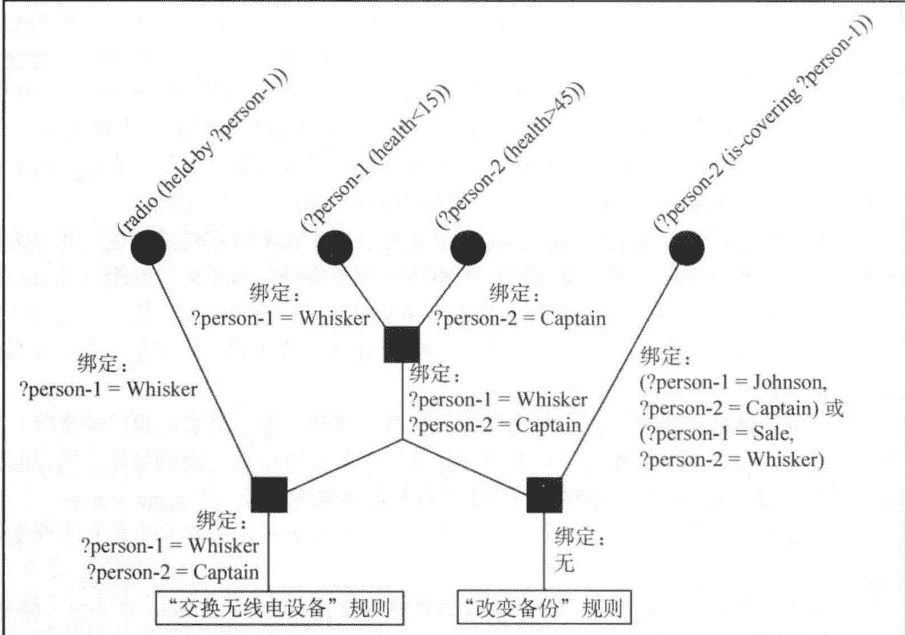 (radio (held-by ?person-1))
(?person-1 (health<15))
(?person-2 (health>45))
(?person-2 (is-covering ?person-1))
绑定：
?person-1 = Whisker
绑定：
?person-2 = Captain
绑定：
?person-1 = Whisker
绑定：
?person-1 = Whisker
?person-2 = Captain
绑定：
(?person-1 = Johnson,
?person-2 = Captain) 或
(?person-1 = Sale,
?person-2 = Whisker)
绑定：
?person-1 = Whisker
?person-2 = Captain
绑定：
无
“交换无线电设备”规则
“改变备份”规则